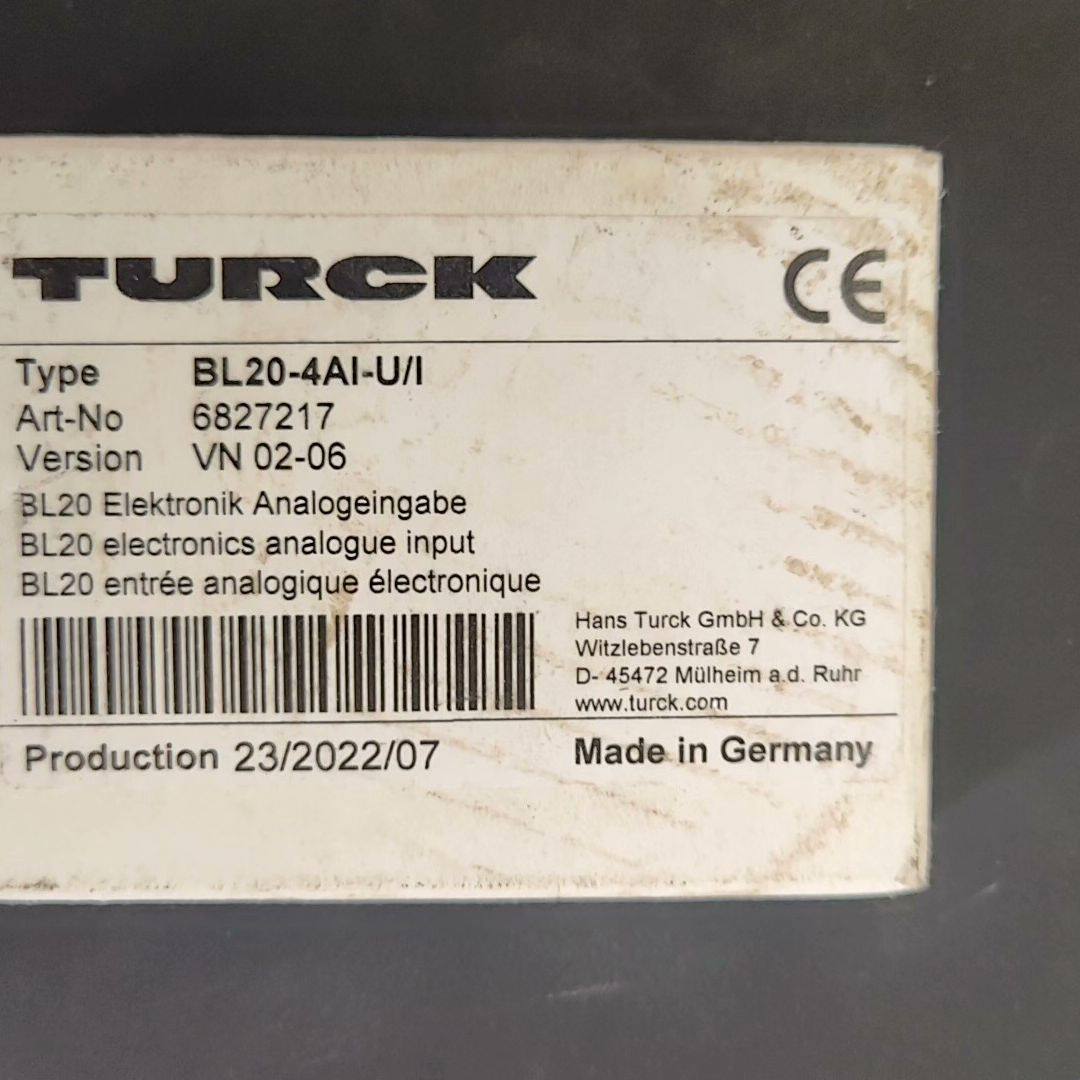 TURCK CE
Type BL20-4AI-U/I
Art-No 6827217
Version VN 02-06
BL20 Elektronik Analogeingabe
BL20 electronics analogue input
BL20 entrée analogique électronique
Hans Turck GmbH & Co. KG
Witzlebenstraße 7
D- 45472 Mülheim a.d. Ruhr
www.turck.com
Production 23/2022/07 Made in Germany